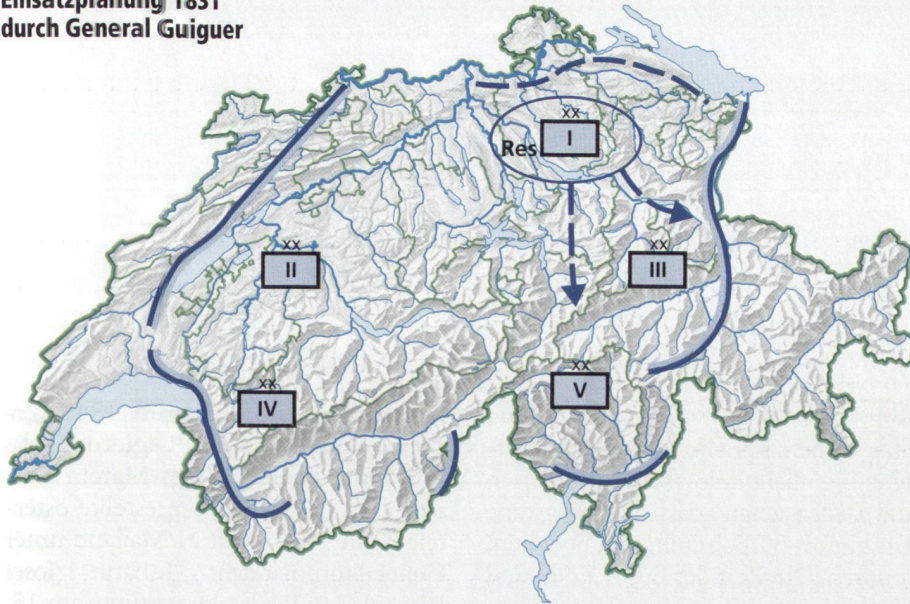 Einsatzplanung 1831
durch General Guiguer
xx
I
Res
xx
II
xx
III
xx
IV
xx
V